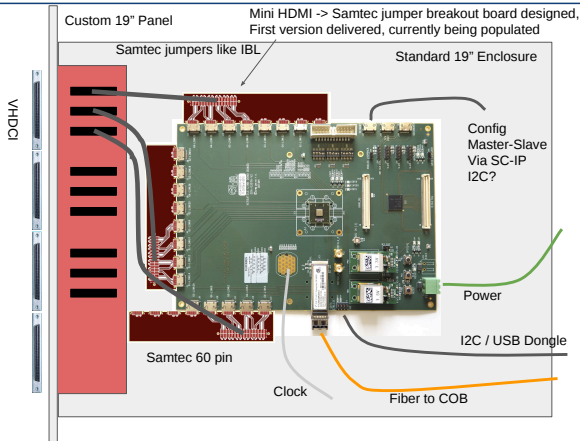 Custom 19” Panel
Mini HDMI -> Samtec jumper breakout board designed,
First version delivered, currently being populated
Samtec jumpers like IBL
Standard 19” Enclosure
VHDCI
Config
Master-Slave
Via SC-IP
I2C?
Power
I2C / USB Dongle
Samtec 60 pin
Clock
Fiber to COB